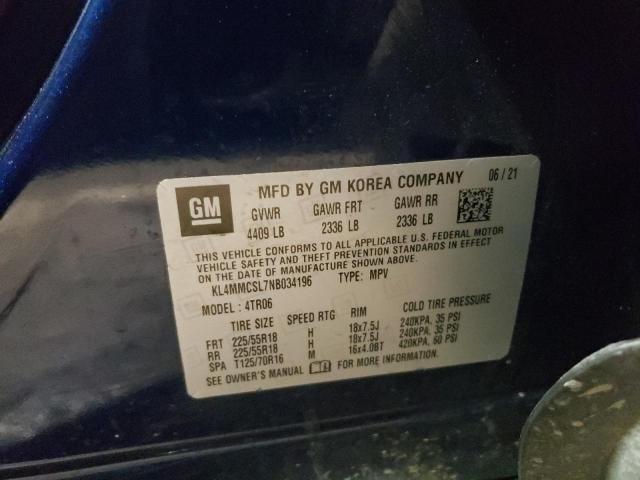 GM
MFD BY GM KOREA COMPANY 06 / 21
GVWR GAWR FRT GAWR RR
4409 LB 2336 LB 2336 LB
THIS VEHICLE CONFORMS TO ALL APPLICABLE U.S. FEDERAL MOTOR
VEHICLE SAFETY AND THEFT PREVENTION STANDARDS IN EFFECT
ON THE DATE OF MANUFACTURE SHOWN ABOVE.
KL4MMCSL7NB034196 TYPE: MPV
MODEL: 4TR06
TIRE SIZE SPEED RTG RIM COLD TIRE PRESSURE
FRT 225/55R18 H 18x7.5J 240KPA, 35 PSI
RR 225/55R18 H 18x7.5J 240KPA, 35 PSI
SPA T125/70R16 M 16x4.0BT 420KPA, 60 PSI
SEE OWNER'S MANUAL FOR MORE INFORMATION.